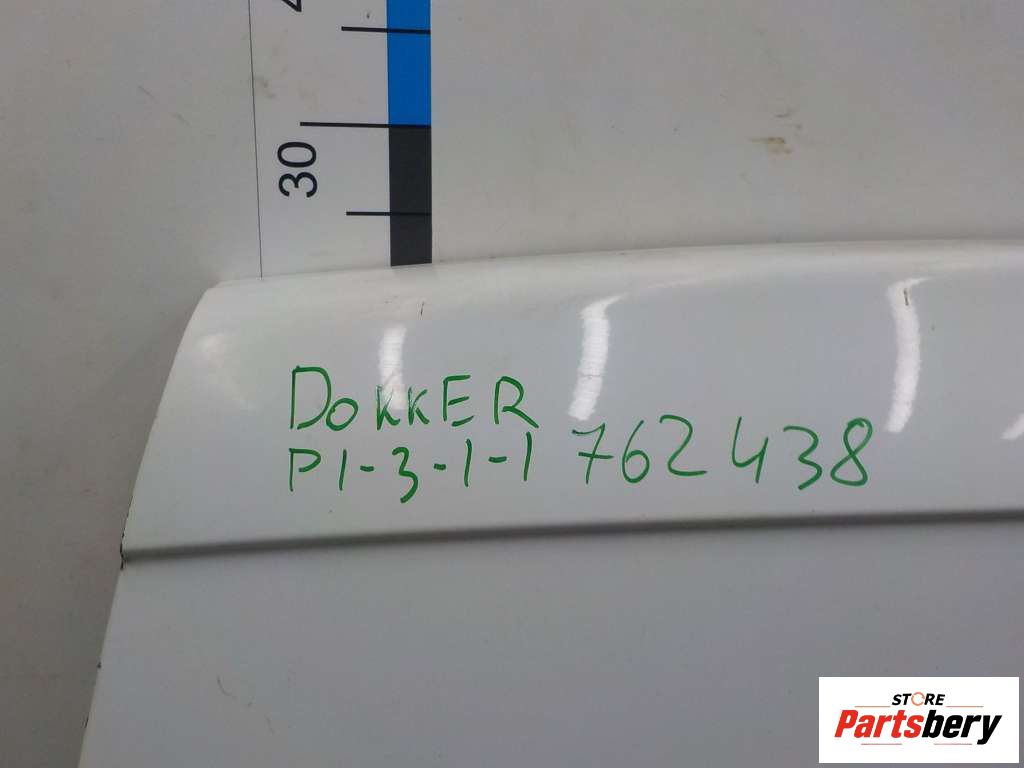 30
DOKKER
P1-3-1-1 762438
STORE
Partsbery